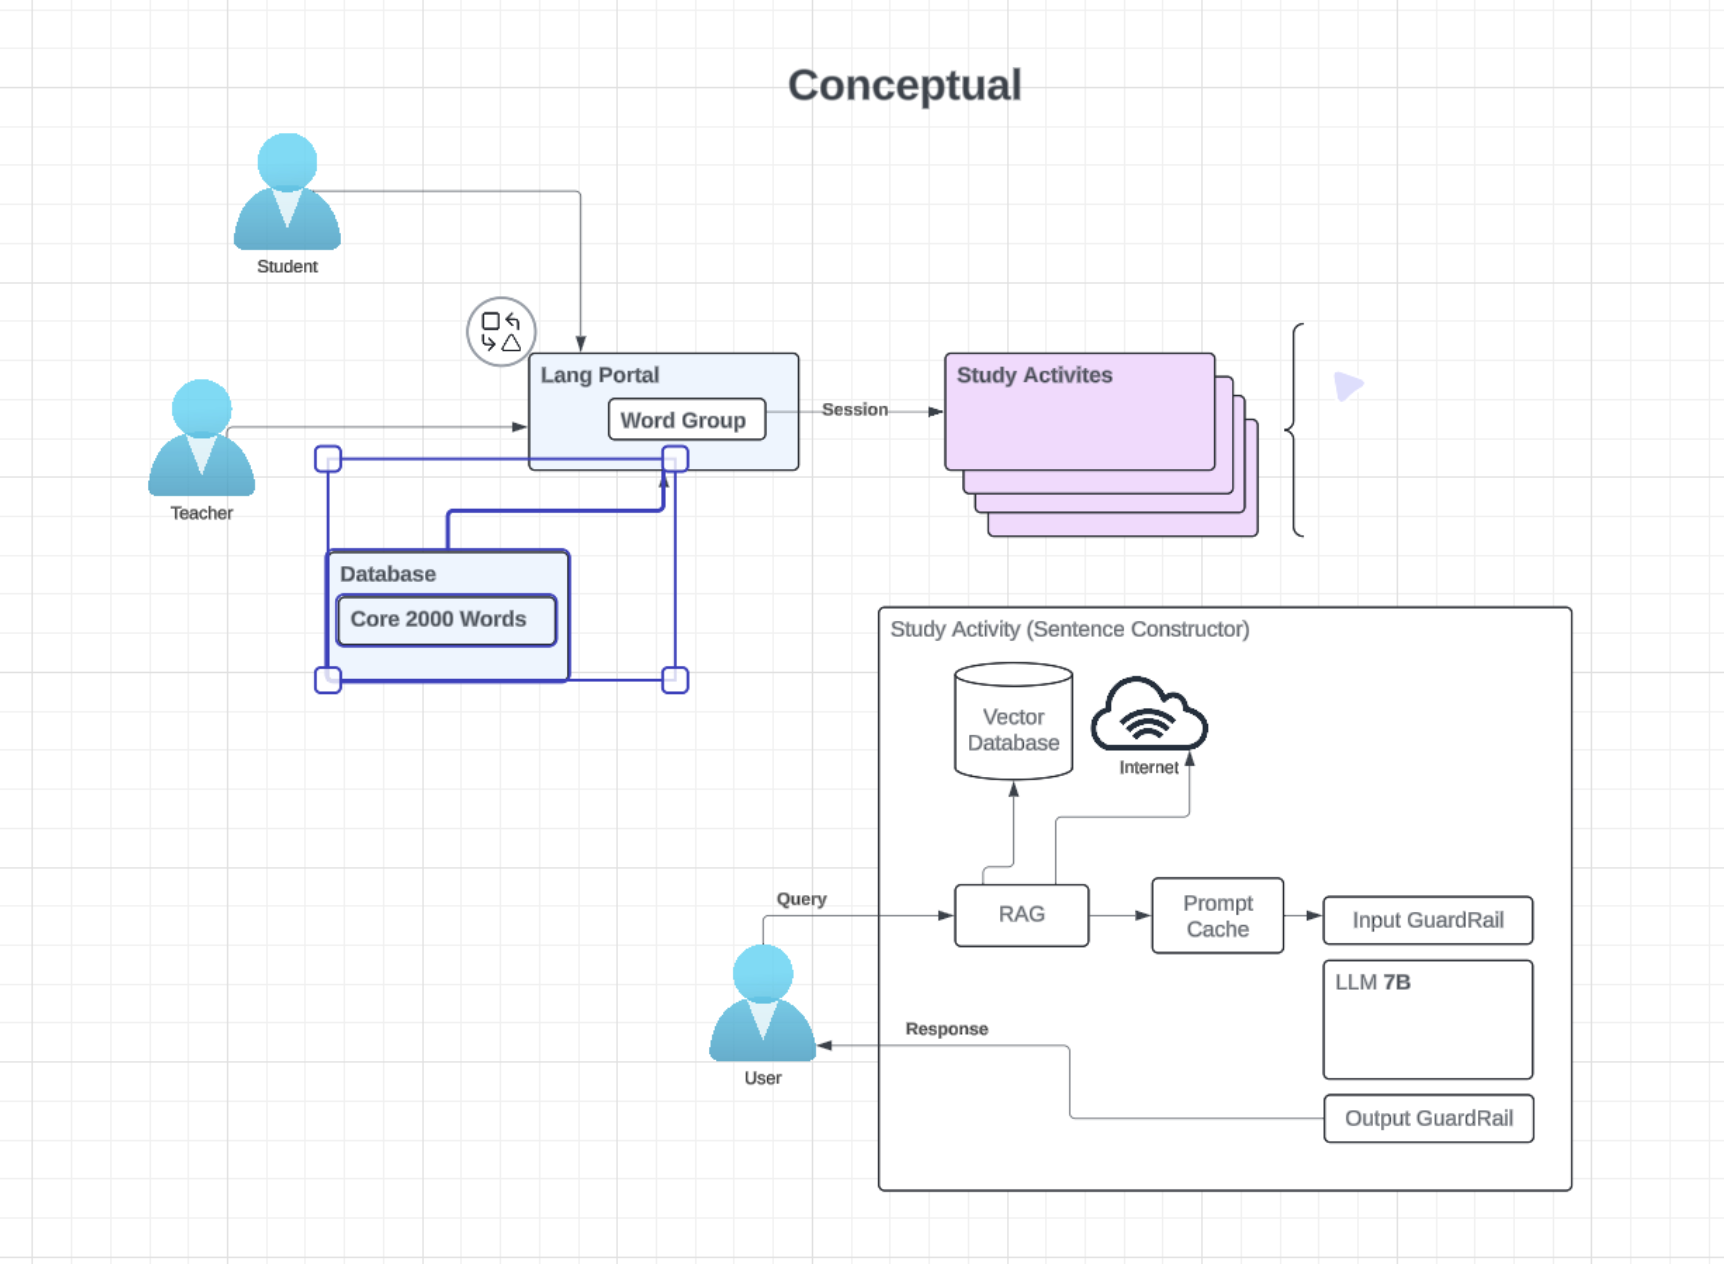 Conceptual
Student
Lang Portal
Word Group
Session
Study Activites
Teacher
Database
Core 2000 Words
Study Activity (Sentence Constructor)
Vector
Database
Internet
Query
RAG
Prompt
Cache
Input GuardRail
LLM 7B
Response
User
Output GuardRail